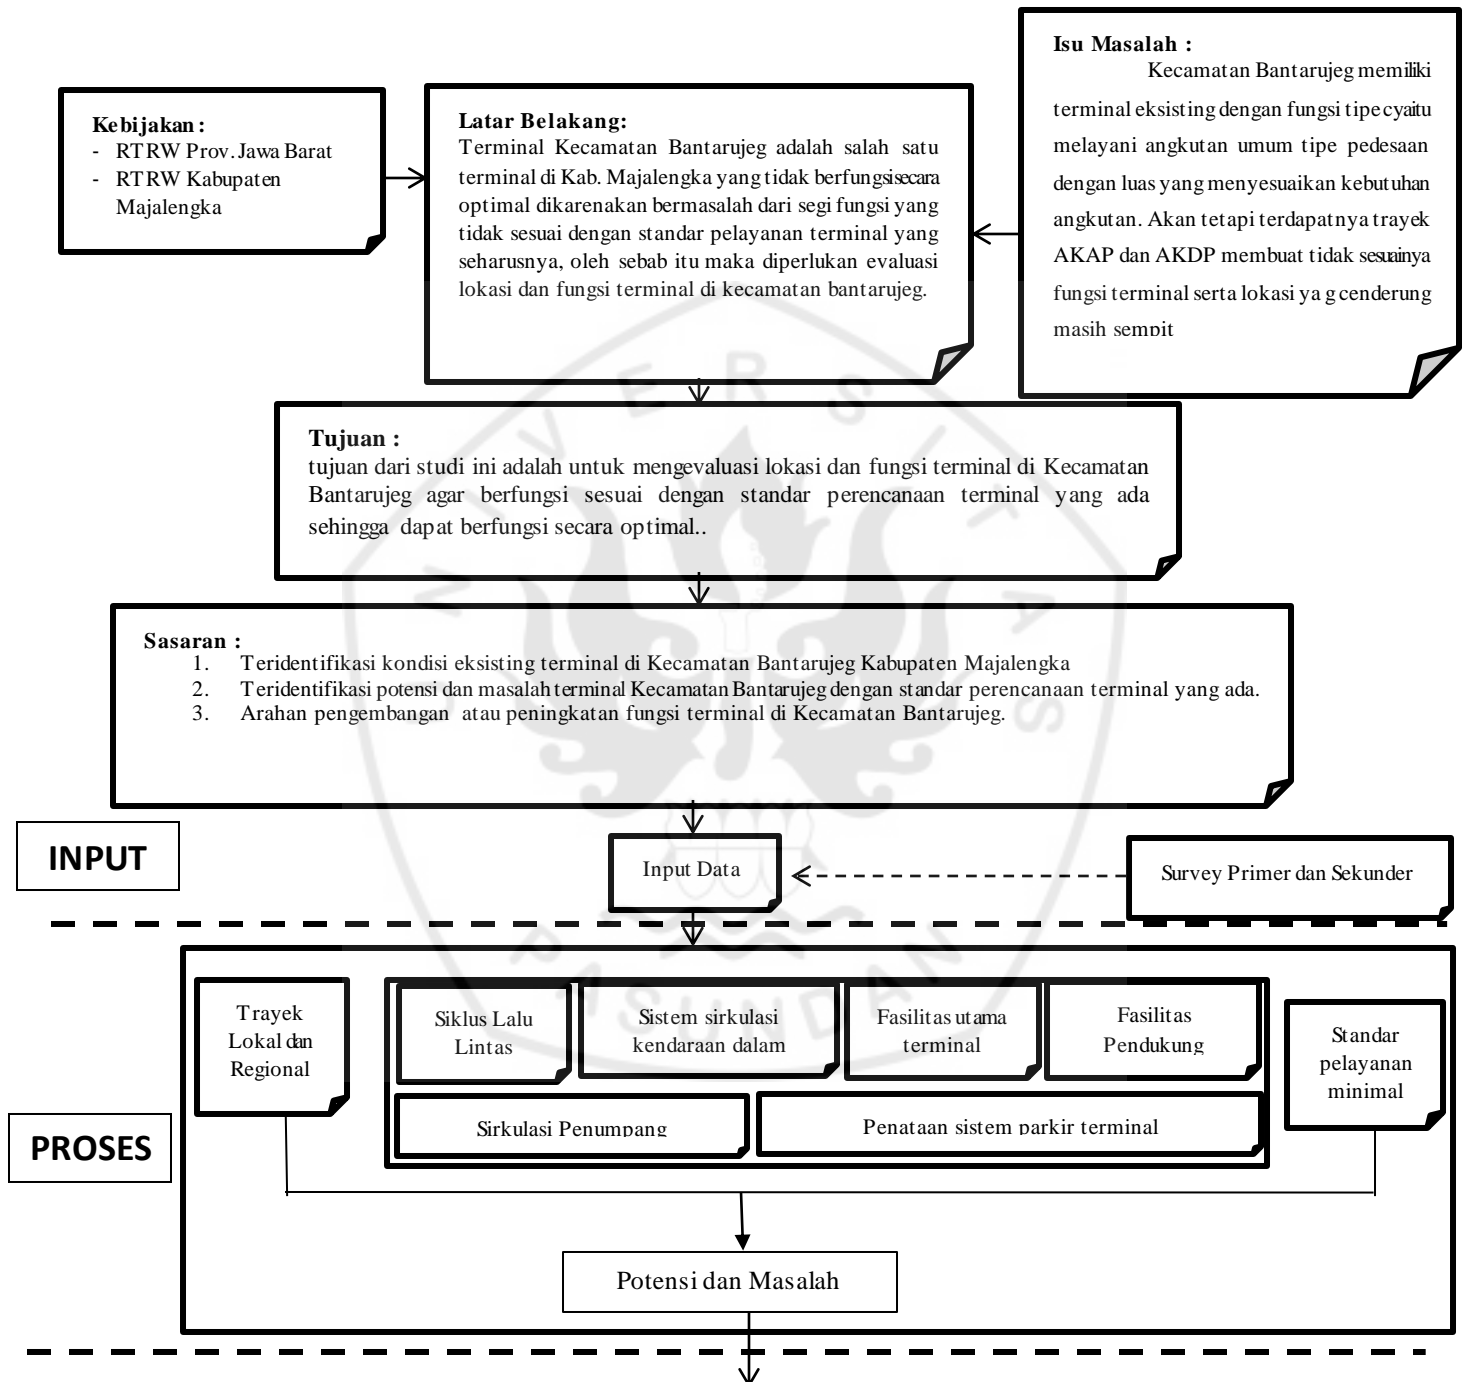 Kebijakan :
- RTRW Prov. Jawa Barat
- RTRW Kabupaten
Majalengka
Latar Belakang:
Terminal Kecamatan Bantarujeg adalah salah satu
terminal di Kab. Majalengka yang tidak berfungsi secara
optimal dikarenakan bermasalah dari segi fungsi yang
tidak sesuai dengan standar pelayanan terminal yang
seharusnya, oleh sebab itu maka diperlukan evaluasi
lokasi dan fungsi terminal di kecamatan bantarujeg.
Isu Masalah :
Kecamatan Bantarujeg memiliki
terminal eksisting dengan fungsi tipe c yaitu
melayani angkutan umum tipe pedesaan
dengan luas yang menyesuaikan kebutuhan
angkutan. Akan tetapi terdapatnya trayek
AKAP dan AKDP membuat tidak sesuainya
fungsi terminal serta lokasi ya g cenderung
masih sempit
Tujuan :
tujuan dari studi ini adalah untuk mengevaluasi lokasi dan fungsi terminal di Kecamatan
Bantarujeg agar berfungsi sesuai dengan standar perencanaan terminal yang ada
sehingga dapat berfungsi secara optimal..
Sasaran :
1. Teridentifikasi kondisi eksisting terminal di Kecamatan Bantarujeg Kabupaten Majalengka
2. Teridentifikasi potensi dan masalah terminal Kecamatan Bantarujeg dengan standar perencanaan terminal yang ada.
3. Arahan pengembangan atau peningkatan fungsi terminal di Kecamatan Bantarujeg.
INPUT
Input Data
Survey Primer dan Sekunder
PROSES
Trayek
Lokal dan
Regional
Siklus Lalu
Lintas
Sistem sirkulasi
kendaraan dalam
Fasilitas utama
terminal
Fasilitas
Pendukung
Standar
pelayanan
minimal
Sirkulasi Penumpang
Penataan sistem parkir terminal
Potensi dan Masalah
UNIVERSITAS
PASUNDAN